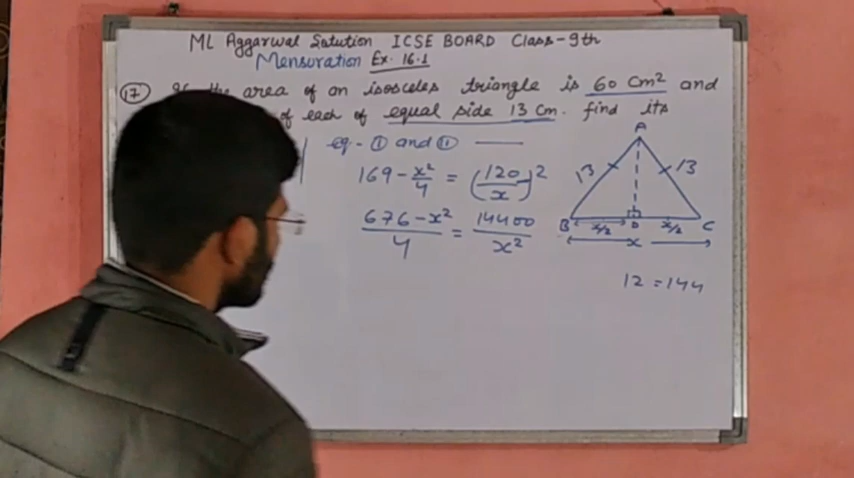 ML Aggarwal Solution ICSE BOARD Class-9th
Mensuration Ex. 16.1
(17) the area of an isosceles triangle is 60 cm² and
of each of equal side 13 cm. find its
eq - ① and ⑪
169 - x²/4 = (120/x)²
676 - x²/4 = 14400/x²
A
13 13
B x/2 D x/2 C
x
12 = 144